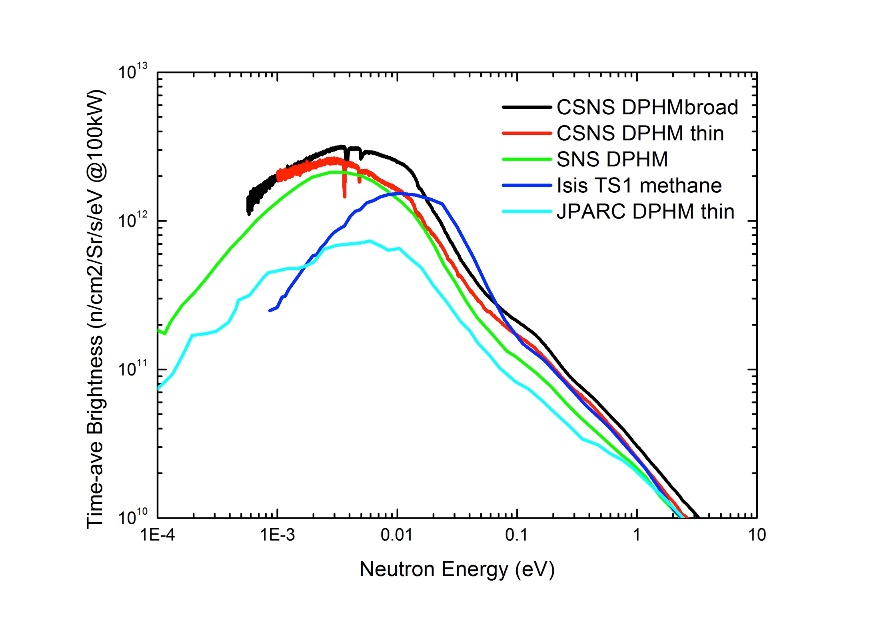 10^13
10^12
10^11
10^10
Time-ave Brightness (n/cm2/Sr/s/eV @100kW)
CSNS DPHMbroad
CSNS DPHM thin
SNS DPHM
Isis TS1 methane
JPARC DPHM thin
1E-4 1E-3 0.01 0.1 1 10
Neutron Energy (eV)